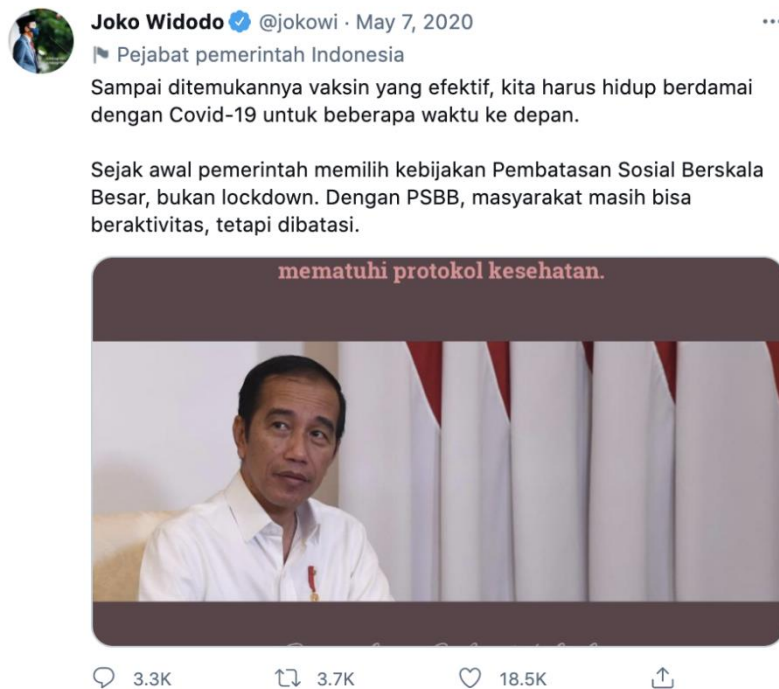 Joko Widodo @jokowi · May 7, 2020
Pejabat pemerintah Indonesia
Sampai ditemukannya vaksin yang efektif, kita harus hidup berdamai
dengan Covid-19 untuk beberapa waktu ke depan.
Sejak awal pemerintah memilih kebijakan Pembatasan Sosial Berskala
Besar, bukan lockdown. Dengan PSBB, masyarakat masih bisa
beraktivitas, tetapi dibatasi.
mematuhi protokol kesehatan.
3.3K 3.7K 18.5K